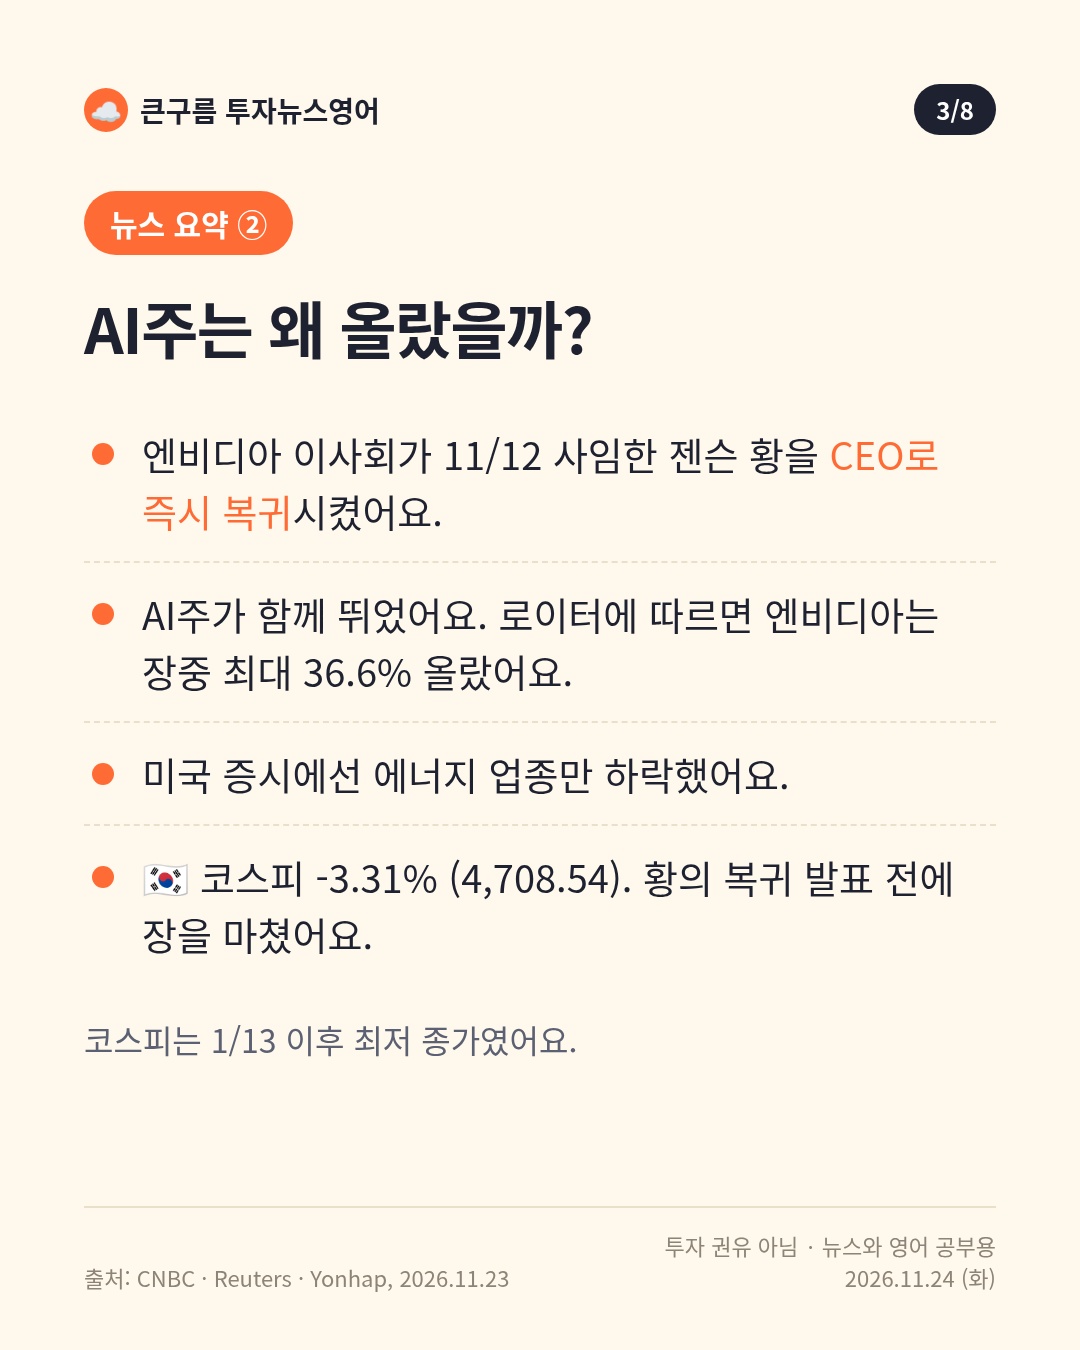 큰구름 투자뉴스영어
3/8
뉴스 요약 ②
AI주는 왜 올랐을까?
엔비디아 이사회가 11/12 사임한 젠슨 황을 CEO로
즉시 복귀시켰어요.
AI주가 함께 뛰었어요. 로이터에 따르면 엔비디아는
장중 최대 36.6% 올랐어요.
미국 증시에선 에너지 업종만 하락했어요.
🇰🇷 코스피 -3.31% (4,708.54). 황의 복귀 발표 전에
장을 마쳤어요.
코스피는 1/13 이후 최저 종가였어요.
투자 권유 아님 · 뉴스와 영어 공부용
출처: CNBC · Reuters · Yonhap, 2026.11.23
2026.11.24 (화)